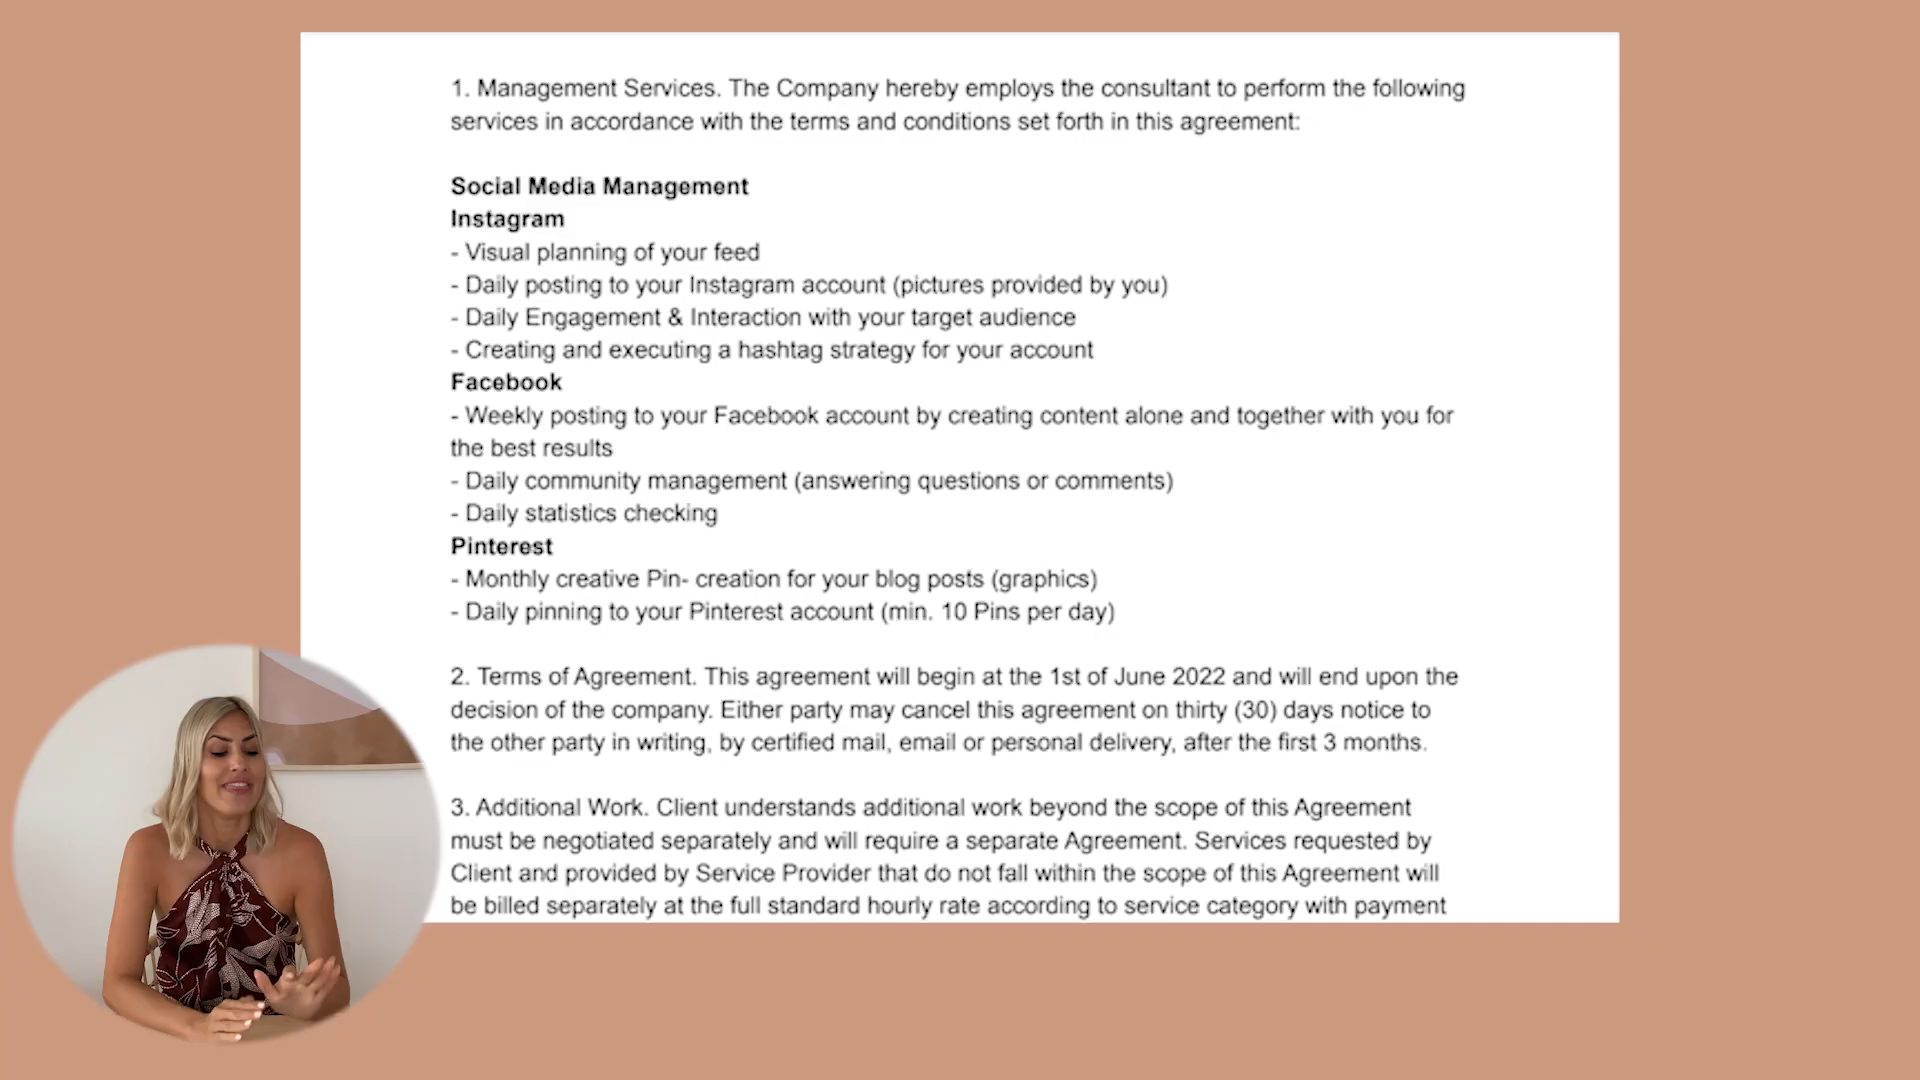 1. Management Services. The Company hereby employs the consultant to perform the following
services in accordance with the terms and conditions set forth in this agreement:
Social Media Management
Instagram
- Visual planning of your feed
- Daily posting to your Instagram account (pictures provided by you)
- Daily Engagement & Interaction with your target audience
- Creating and executing a hashtag strategy for your account
Facebook
- Weekly posting to your Facebook account by creating content alone and together with you for
the best results
- Daily community management (answering questions or comments)
- Daily statistics checking
Pinterest
- Monthly creative Pin- creation for your blog posts (graphics)
- Daily pinning to your Pinterest account (min. 10 Pins per day)
2. Terms of Agreement. This agreement will begin at the 1st of June 2022 and will end upon the
decision of the company. Either party may cancel this agreement on thirty (30) days notice to
the other party in writing, by certified mail, email or personal delivery, after the first 3 months.
3. Additional Work. Client understands additional work beyond the scope of this Agreement
must be negotiated separately and will require a separate Agreement. Services requested by
Client and provided by Service Provider that do not fall within the scope of this Agreement will
be billed separately at the full standard hourly rate according to service category with payment